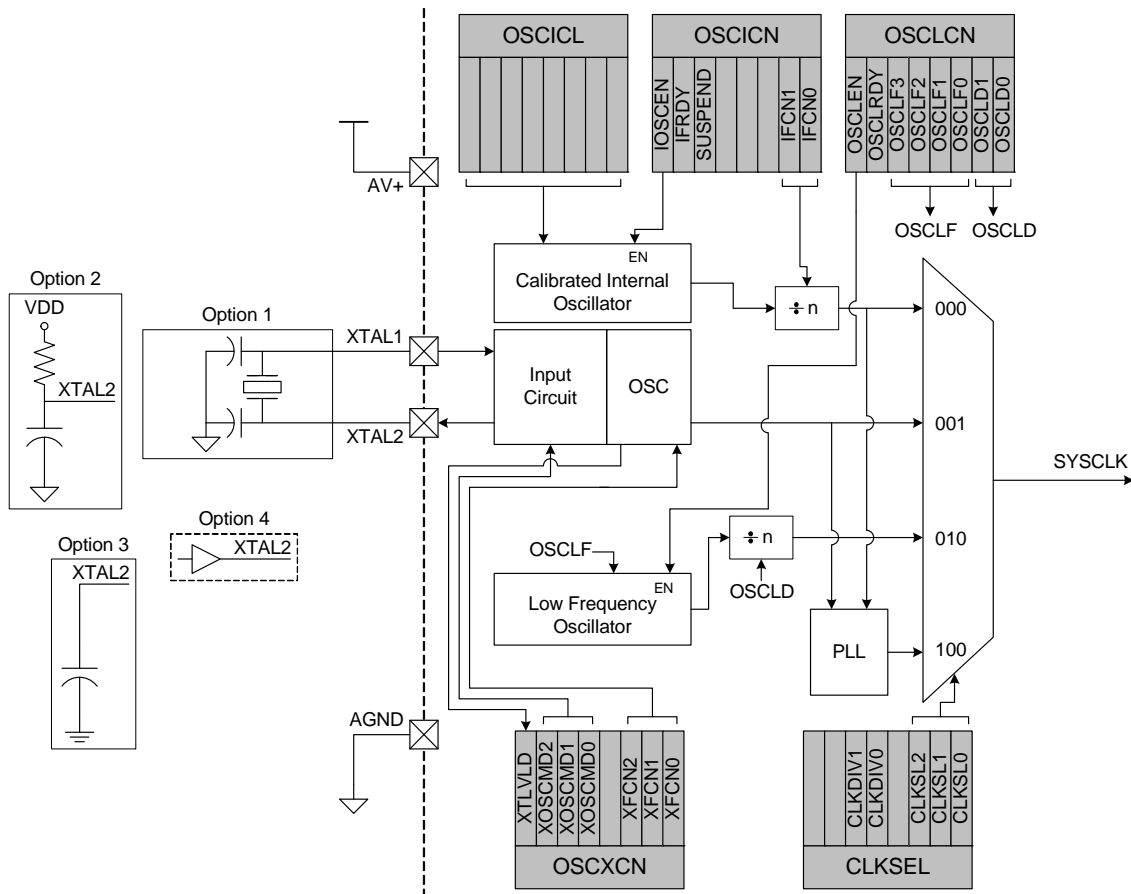 OSCICL
OSCICN
OSCLCN
IOSCEN
IFRDY
SUSPEND
IFCN1
IFCN0
OSCLEN
OSCLRDY
OSCLF3
OSCLF2
OSCLF1
OSCLF0
OSCLD1
OSCLD0
AV+
OSCLF
OSCLD
EN
Calibrated Internal
Oscillator
÷ n
000
Option 2
VDD
XTAL2
Option 1
XTAL1
XTAL2
Input
Circuit
OSC
001
SYSCLK
Option 4
XTAL2
Option 3
XTAL2
OSCLF
EN
Low Frequency
Oscillator
÷ n
OSCLD
010
PLL
100
AGND
XTLVLD
XOSCMD2
XOSCMD1
XOSCMD0
XFCN2
XFCN1
XFCN0
OSCXCN
CLKDIV1
CLKDIV0
CLKSL2
CLKSL1
CLKSL0
CLKSEL